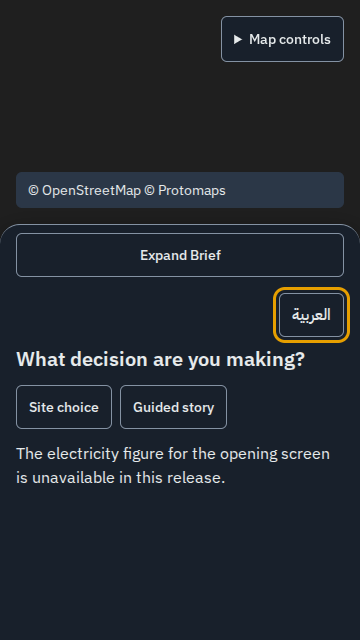 ▶ Map controls
© OpenStreetMap © Protomaps
Expand Brief
العربية
What decision are you making?
Site choice
Guided story
The electricity figure for the opening screen
is unavailable in this release.